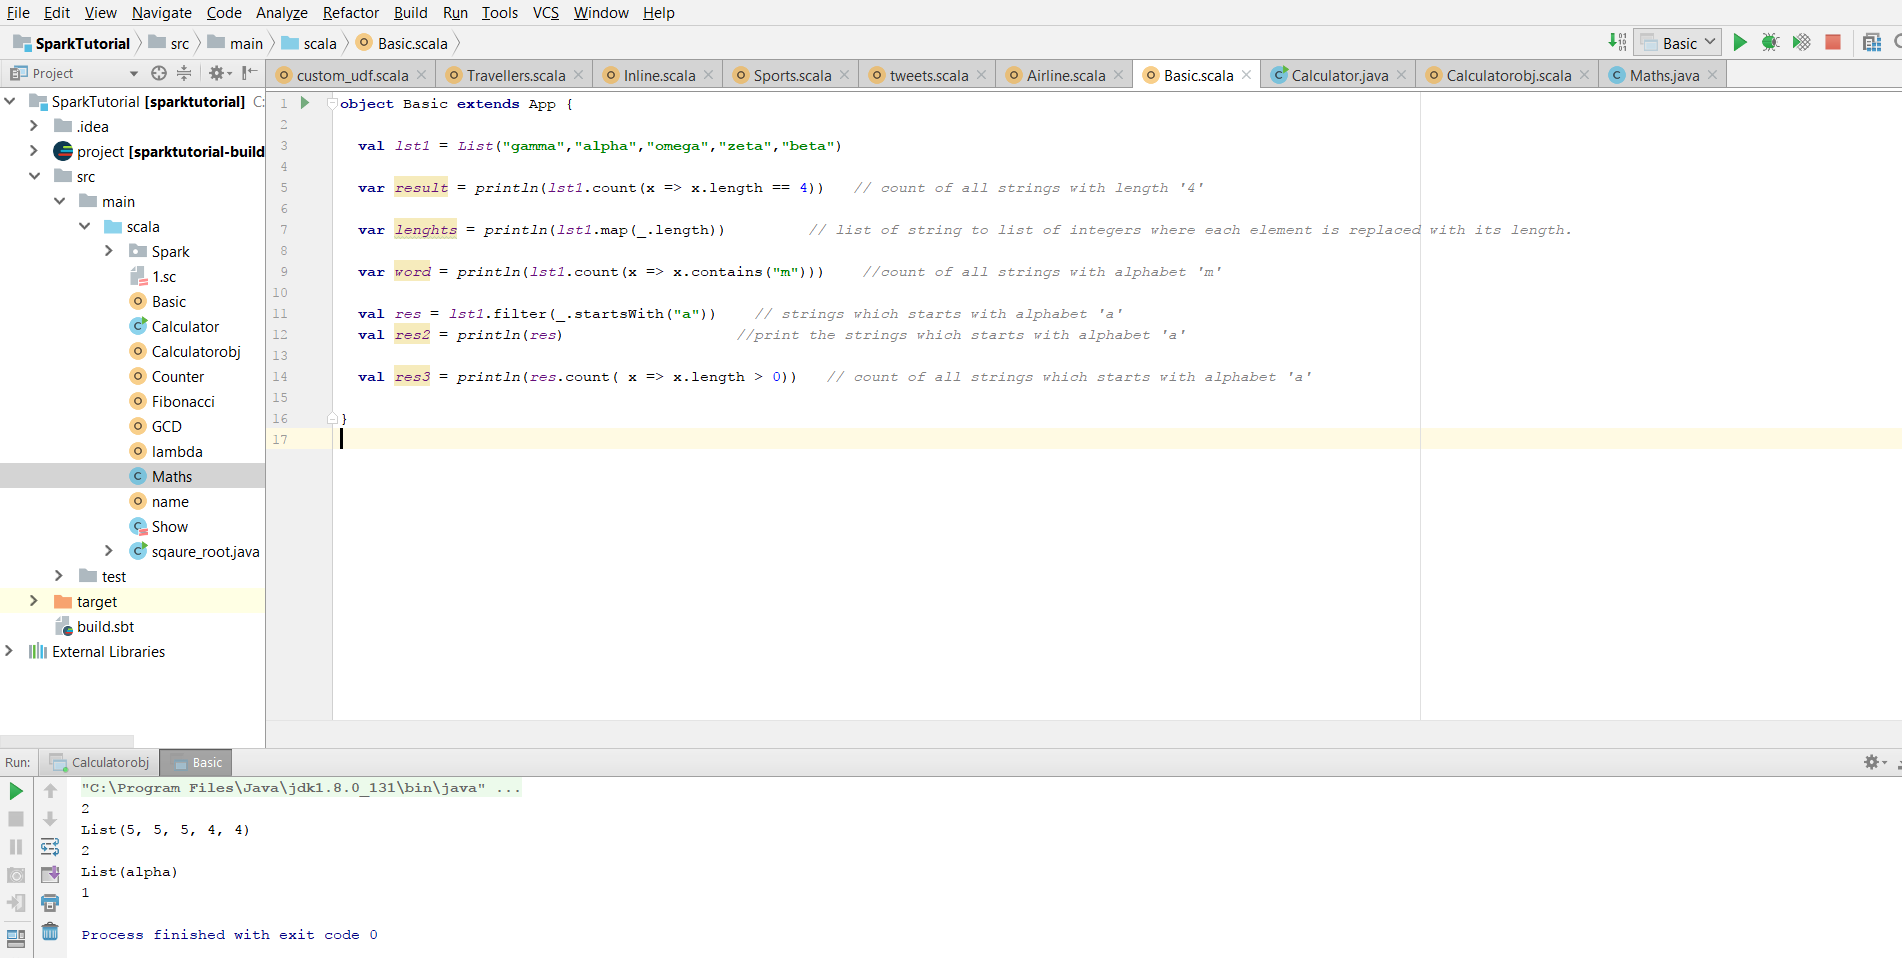 File Edit View Navigate Code Analyze Refactor Build Run Tools VCS Window Help
SparkTutorial src main scala Basic.scala Basic
Project custom_udf.scala Travellers.scala Inline.scala Sports.scala tweets.scala Airline.scala Basic.scala Calculator.java Calculatorobj.scala Maths.java
SparkTutorial [sparktutorial] C:
.idea
project [sparktutorial-build
src
main
scala
Spark
1.sc
Basic
Calculator
Calculatorobj
Counter
Fibonacci
GCD
lambda
Maths
name
Show
sqaure_root.java
test
target
build.sbt
External Libraries
1 object Basic extends App {
2
3 val lst1 = List("gamma","alpha","omega","zeta","beta")
4
5 var result = println(lst1.count(x => x.length == 4)) // count of all strings with length '4'
6
7 var lenghts = println(lst1.map(_.length)) // list of string to list of integers where each element is replaced with its length.
8
9 var word = println(lst1.count(x => x.contains("m"))) //count of all strings with alphabet 'm'
10
11 val res = lst1.filter(_.startsWith("a")) // strings which starts with alphabet 'a'
12 val res2 = println(res) //print the strings which starts with alphabet 'a'
13
14 val res3 = println(res.count( x => x.length > 0)) // count of all strings which starts with alphabet 'a'
15
16 }
17
Run: Calculatorobj Basic
"C:\Program Files\Java\jdk1.8.0_131\bin\java" ...
2
List(5, 5, 5, 4, 4)
2
List(alpha)
1
Process finished with exit code 0